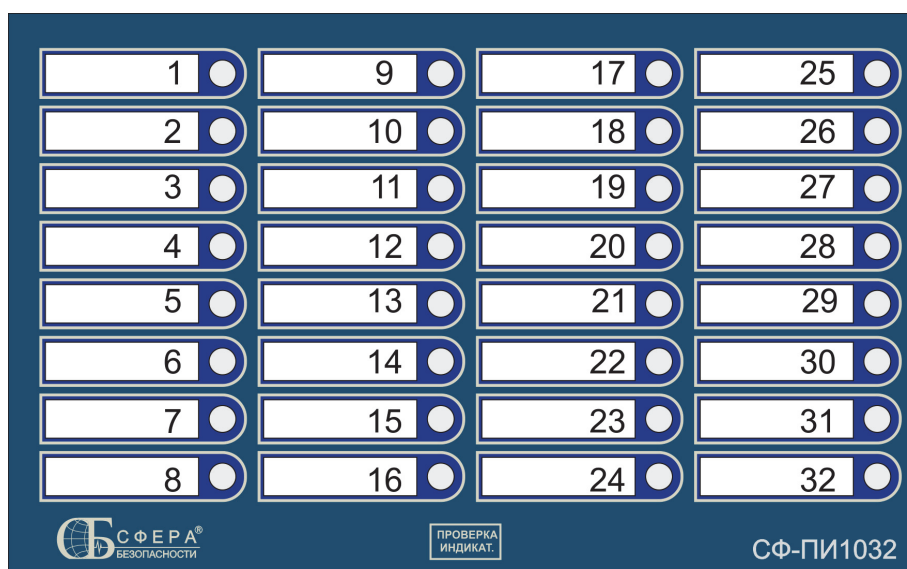 1 9 17 25
2 10 18 26
3 11 19 27
4 12 20 28
5 13 21 29
6 14 22 30
7 15 23 31
8 16 24 32
СБ СФЕРА®
БЕЗОПАСНОСТИ
ПРОВЕРКА
ИНДИКАТ.
СФ-ПИ1032